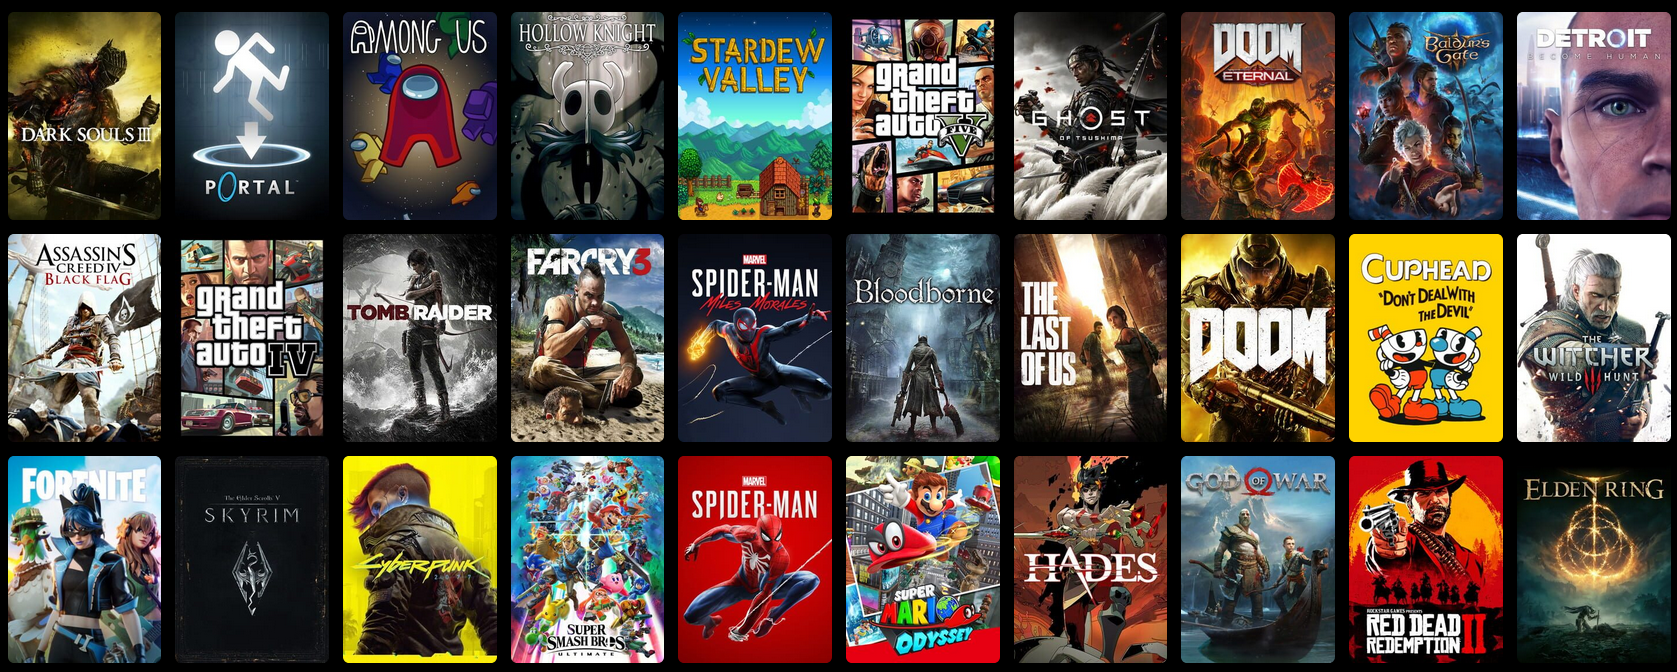 DARK SOULS III
PORTAL
AMONG US
HOLLOW KNIGHT
STARDEW
VALLEY
grand
theft
auto V
FIVE
GHOST
OF TSUSHIMA
DOOM
ETERNAL
Baldur's
Gate
DETROIT
BECOME HUMAN
ASSASSIN'S
CREED IV
BLACK FLAG
grand
theft
auto IV
TOMB RAIDER
FARCRY3
MARVEL
SPIDER-MAN
MILES MORALES
Bloodborne
THE
LAST
OF US
DOOM
CUPHEAD
"DON'T DEAL WITH
THE DEVIL"
THE
WITCHER
WILD HUNT
FORTNITE
The Elder Scrolls V
SKYRIM
CYBERPUNK
2077
SUPER
SMASH BROS
ULTIMATE
MARVEL
SPIDER-MAN
SUPER
MARIO
ODYSSEY
HADES
GOD OF WAR
ROCKSTAR GAMES PRESENTS
RED DEAD
REDEMPTION II
ELDEN RING